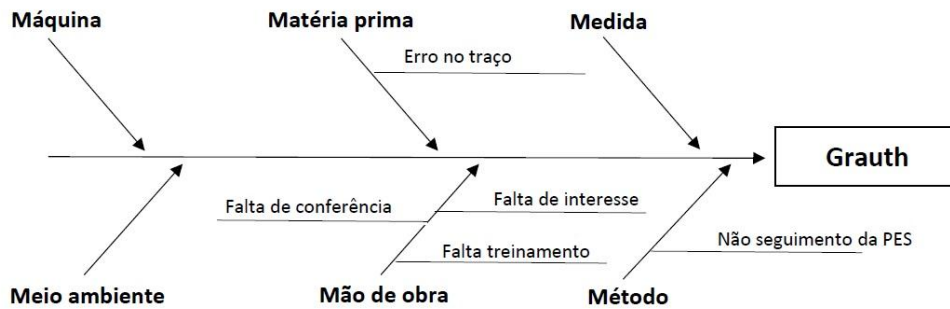 Máquina
Matéria prima
Medida
Erro no traço
Grauth
Falta de conferência
Falta de interesse
Falta treinamento
Não seguimento da PES
Meio ambiente
Mão de obra
Método